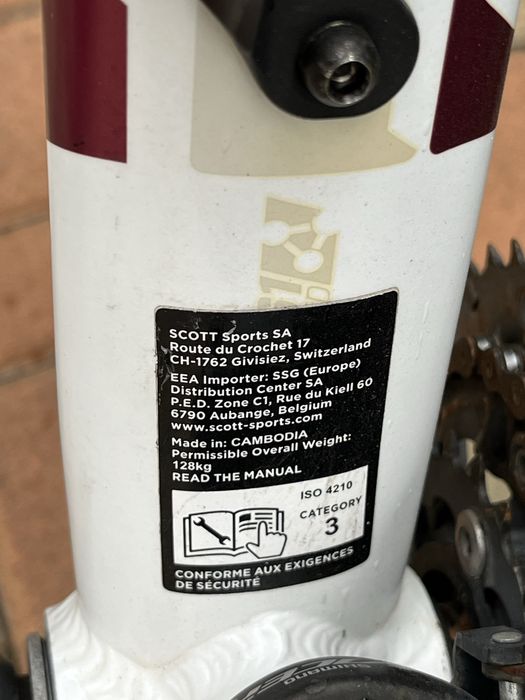 SCOTT Sports SA
Route du Crochet 17
CH-1762 Givisiez, Switzerland
EEA Importer: SSG (Europe)
Distribution Center SA
P.E.D. Zone C1, Rue du Kiell 60
6790 Aubange, Belgium
www.scott-sports.com
Made in: CAMBODIA
Permissible Overall Weight:
128kg
READ THE MANUAL
ISO 4210
CATEGORY
3
CONFORME AUX EXIGENCES
DE SÉCURITÉ
SHIMANO